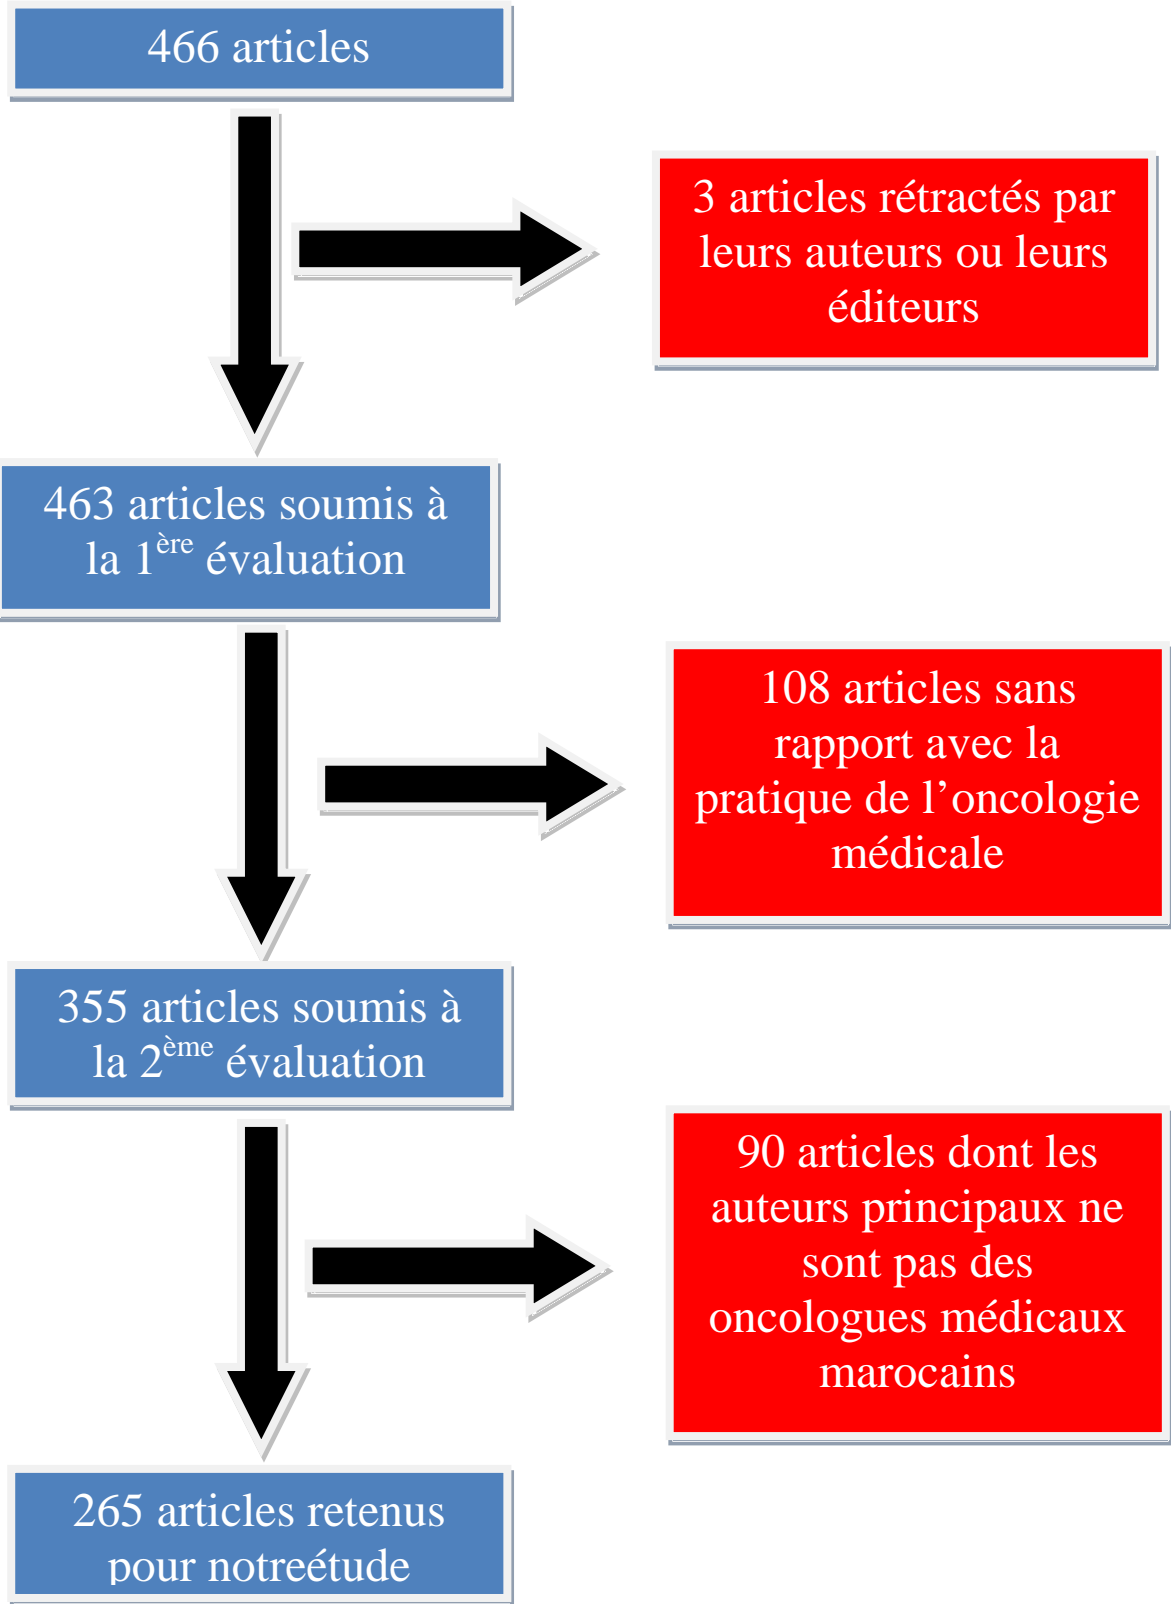 466 articles
3 articles rétractés par
leurs auteurs ou leurs
éditeurs
463 articles soumis à
la 1ère évaluation
108 articles sans
rapport avec la
pratique de l’oncologie
médicale
355 articles soumis à
la 2ème évaluation
90 articles dont les
auteurs principaux ne
sont pas des
oncologues médicaux
marocains
265 articles retenus
pour notreétude